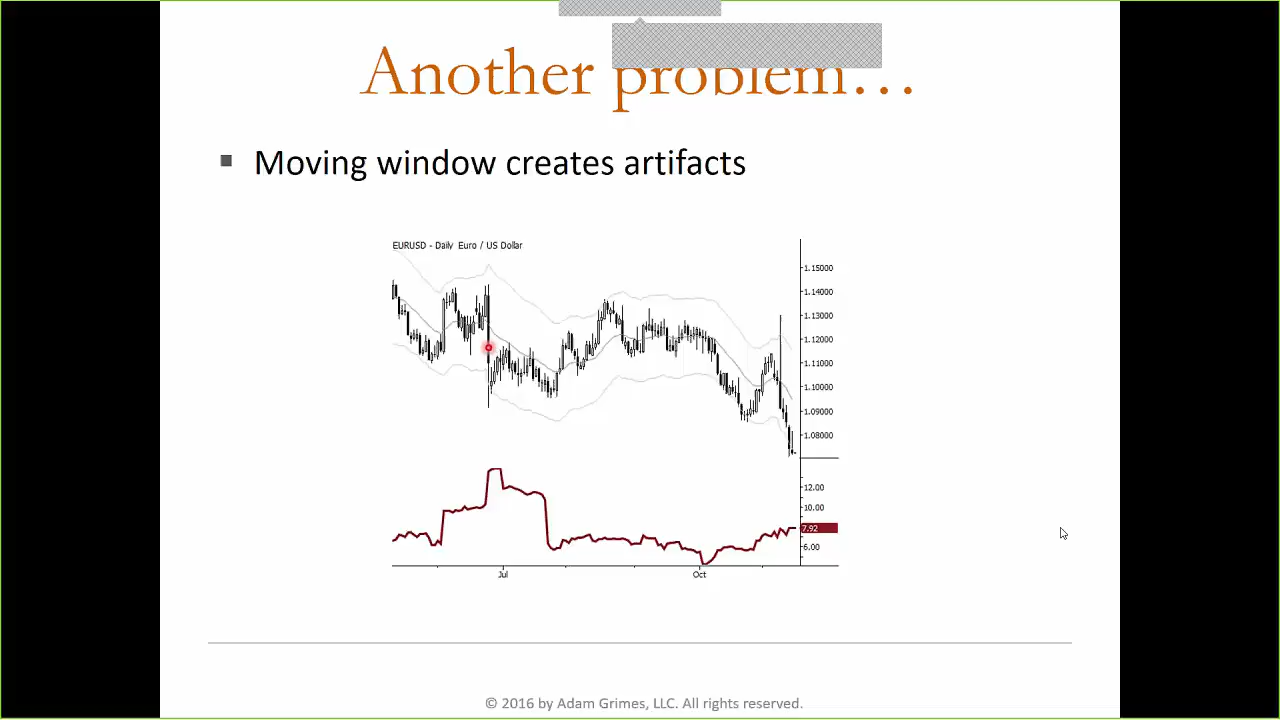 Another problem…
Moving window creates artifacts
EURUSD - Daily Euro / US Dollar
1.15000
1.14000
1.13000
1.12000
1.11000
1.10000
1.09000
1.08000
12.00
10.00
7.92
6.00
Jul
Oct
© 2016 by Adam Grimes, LLC. All rights reserved.